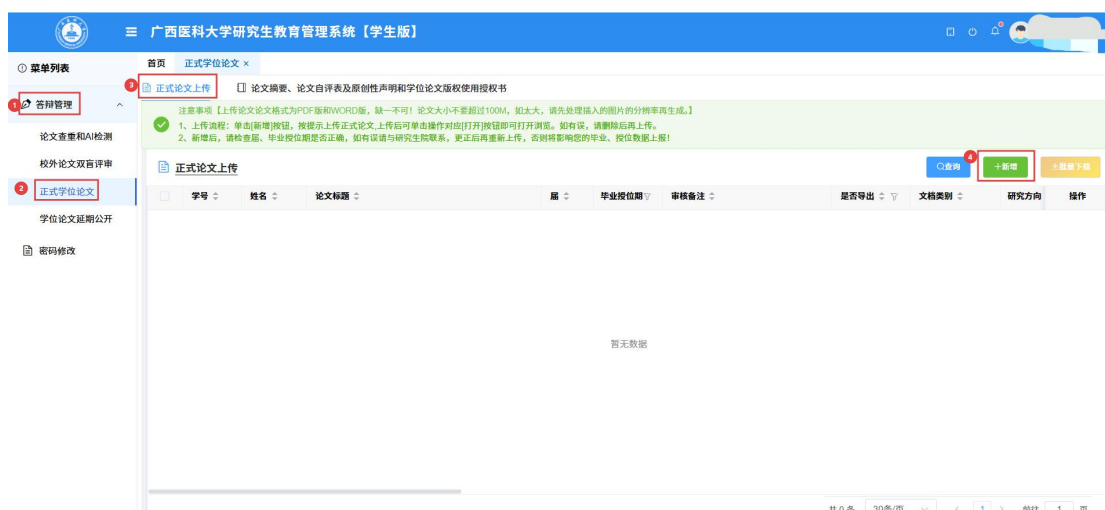 广西医科大学研究生教育管理系统【学生版】
菜单列表
首页 正式学位论文 ×
3 正式论文上传 论文摘要、论文自评表及原创性声明和学位论文版权使用授权书
1 答辩管理
论文查重和AI检测
校外论文双盲评审
2 正式学位论文
学位论文延期公开
密码修改
注意事项【上传论文论文格式为PDF版和WORD版，缺一不可！论文大小不要超过100M，如太大，请先处理插入的图片的分辨率再生成。】
1、上传流程：单击[新增]按钮，按提示上传正式论文,上传后可单击操作对应[打开]按钮即可打开浏览。如有误，请删除后再上传。
2、新增后，请检查届、毕业授位期是否正确，如有误请与研究生院联系，更正后再重新上传，否则将影响您的毕业、授位数据上报！
正式论文上传 查询 4 +新增 批量下载
学号 姓名 论文标题 届 毕业授位期 审核备注 是否导出 文档类别 研究方向 操作
暂无数据
共 0 条 30条/页 1 前往 1 页